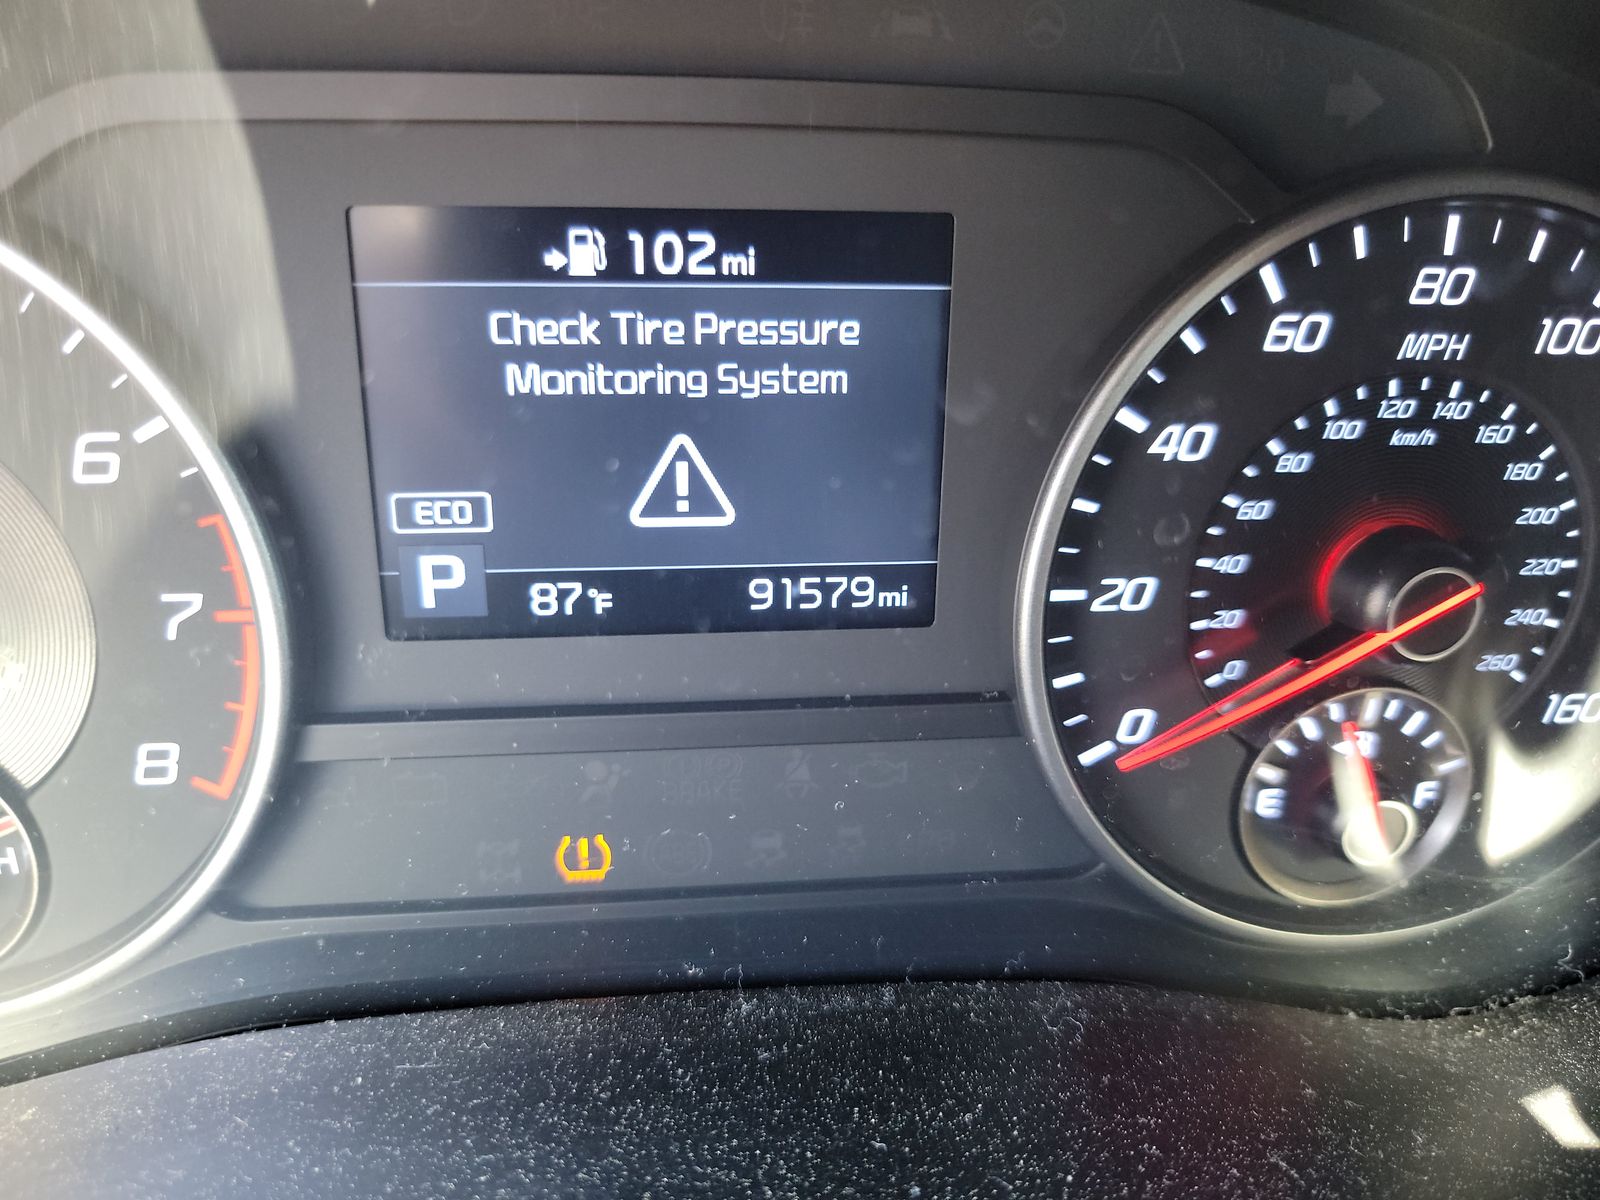 102mi
Check Tire Pressure
Monitoring System
ECO
P
87°F
91579mi
6
7
8
H
0
20
40
60
80
100
160
MPH
km/h
0
20
40
60
80
100
120
140
160
180
200
220
240
260
E
F
BRAKE